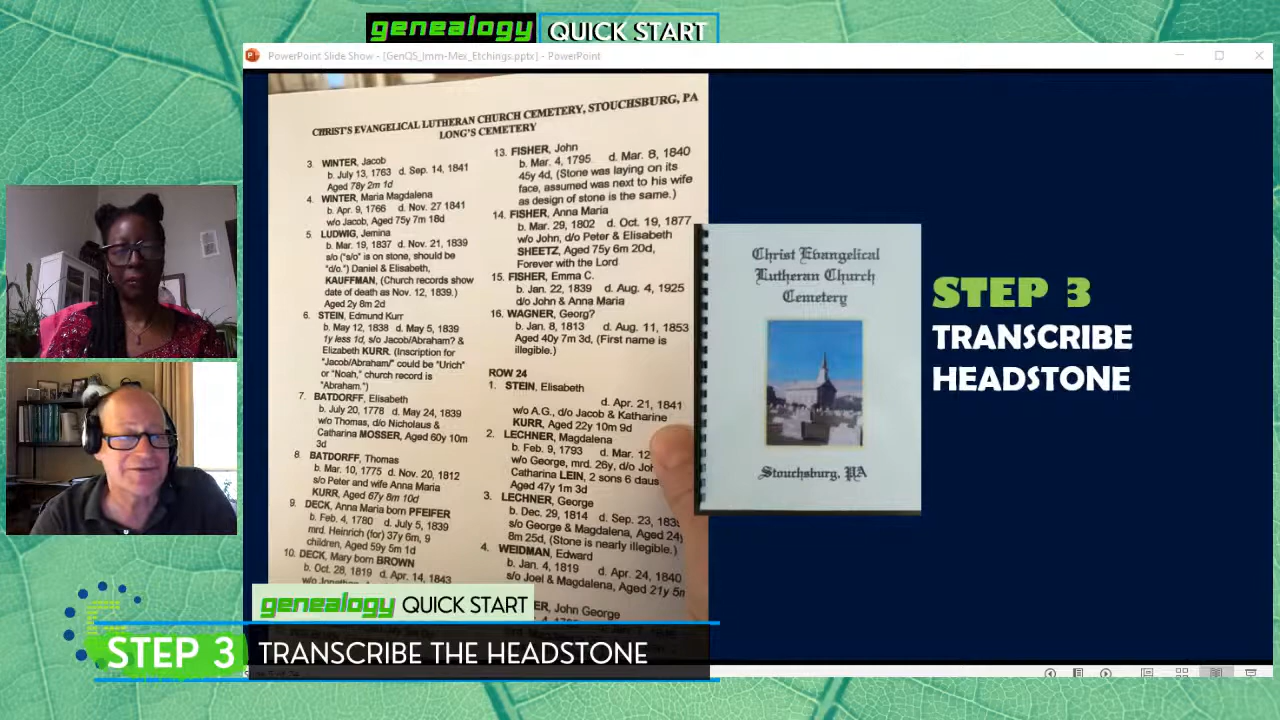 genealogy QUICK START
PowerPoint Slide Show - [GenQS_Imm-Mex_Etchings.pptx] - PowerPoint
CHRIST'S EVANGELICAL LUTHERAN CHURCH CEMETERY, STOUCHSBURG, PA
LONG'S CEMETERY
3. WINTER, Jacob
b. July 13, 1763 d. Sep. 14, 1841
Aged 78y 2m 1d
4. WINTER, Maria Magdalena
b. Apr. 9, 1766 d. Nov. 27 1841
w/o Jacob, Aged 75y 7m 18d
5. LUDWIG, Jemina
b. Mar. 19, 1837 d. Nov. 21, 1839
s/o ("s/o" is on stone, should be
"d/o.") Daniel & Elisabeth,
KAUFFMAN, (Church records show
date of death as Nov. 12, 1839.)
Aged 2y 8m 2d
6. STEIN, Edmund Kurr
b. May 12, 1838 d. May 5, 1839
1y less 1d, s/o Jacob/Abraham? &
Elizabeth KURR. (Inscription for
"Jacob/Abraham/" could be "Urich"
or "Noah," church record is
"Abraham.")
7. BATDORFF, Elisabeth
b. July 20, 1778 d. May 24, 1839
w/o Thomas, d/o Nicholaus &
Catharina MOSSER, Aged 60y 10m
3d
8. BATDORFF, Thomas
b. Mar. 10, 1775 d. Nov. 20, 1812
s/o Peter and wife Anna Maria
KURR, Aged 67y 8m 10d
9. DECK, Anna Maria born PFEIFER
b. Feb. 4, 1780 d. July 5, 1839
mrd. Heinrich (for) 37y 6m, 9
children, Aged 59y 5m 1d
10. DECK, Mary born BROWN
b. Oct. 28, 1819 d. Apr. 14, 1843
13. FISHER, John
b. Mar. 4, 1795 d. Mar. 8, 1840
45y 4d, (Stone was laying on its
face, assumed was next to his wife
as design of stone is the same.)
14. FISHER, Anna Maria
b. Mar. 29, 1802 d. Oct. 19, 1877
w/o John, d/o Peter & Elisabeth
SHEETZ, Aged 75y 6m 20d,
Forever with the Lord
15. FISHER, Emma C.
b. Jan. 22, 1839 d. Aug. 4, 1925
d/o John & Anna Maria
16. WAGNER, Georg?
b. Jan. 8, 1813 d. Aug. 11, 1853
Aged 40y 7m 3d, (First name is
illegible.)
ROW 24
1. STEIN, Elisabeth
d. Apr. 21, 1841
w/o A.G., d/o Jacob & Katharine
KURR, Aged 22y 10m 9d
2. LECHNER, Magdalena
b. Feb. 9, 1793 d. Mar. 12
w/o George, mrd. 26y, d/o
Catharina LEIN, 2 sons 6 daus
Aged 47y 1m 3d
3. LECHNER, George
b. Dec. 29, 1814 d. Sep. 23,
s/o George & Magdalena, Aged 24y
8m 25d, (Stone is nearly illegible.)
4. WEIDMAN, Edward
b. Jan. 4, 1819 d. Apr. 24, 1840
s/o Joel & Magdalena, Aged 21y
John George
Christ Evangelical
Lutheran Church
Cemetery
Stouchsburg, PA
STEP 3
TRANSCRIBE
HEADSTONE
genealogy QUICK START
STEP 3 TRANSCRIBE THE HEADSTONE